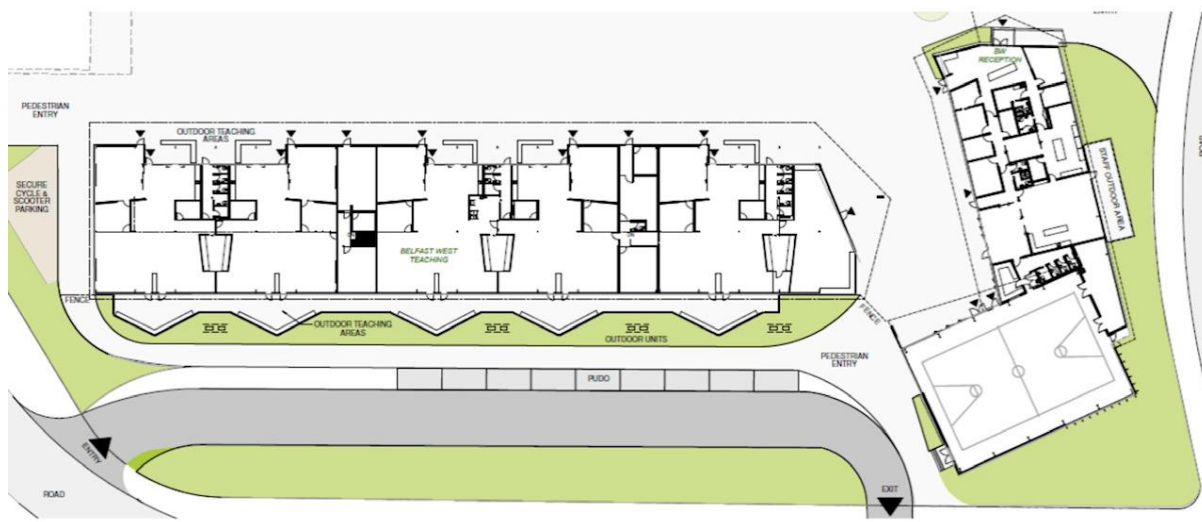 BW
RECEPTION
PEDESTRIAN
ENTRY
OUTDOOR TEACHING
AREAS
SECURE
CYCLE &
SCOOTER
PARKING
STAFF OUTDOOR AREA
BELFAST WEST
TEACHING
FENCE
OUTDOOR TEACHING
AREAS
OUTDOOR UNITS
FENCE
PEDESTRIAN
ENTRY
PUDO
ENTRY
ROAD
EXIT